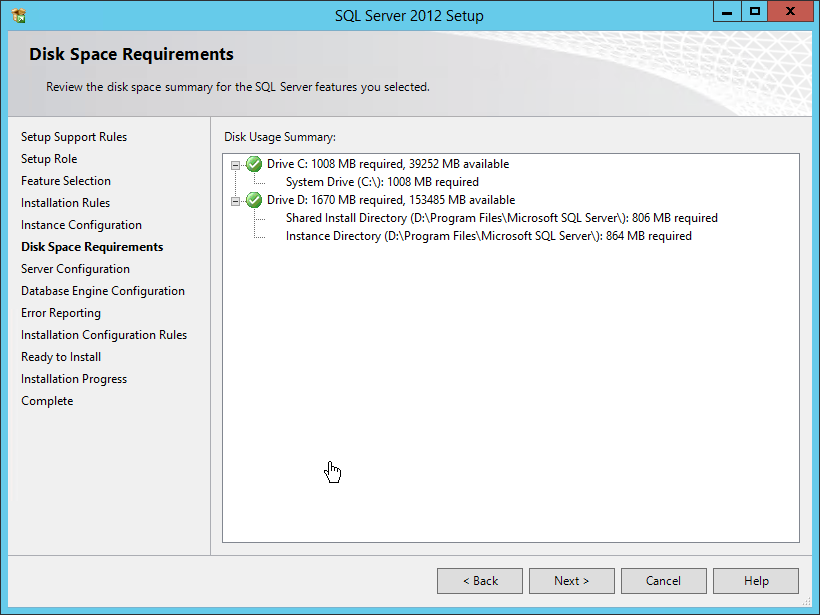 SQL Server 2012 Setup
Disk Space Requirements
Review the disk space summary for the SQL Server features you selected.
Setup Support Rules
Setup Role
Feature Selection
Installation Rules
Instance Configuration
Disk Space Requirements
Server Configuration
Database Engine Configuration
Error Reporting
Installation Configuration Rules
Ready to Install
Installation Progress
Complete
Disk Usage Summary:
Drive C: 1008 MB required, 39252 MB available
System Drive (C:\): 1008 MB required
Drive D: 1670 MB required, 153485 MB available
Shared Install Directory (D:\Program Files\Microsoft SQL Server\): 806 MB required
Instance Directory (D:\Program Files\Microsoft SQL Server\): 864 MB required
< Back
Next >
Cancel
Help